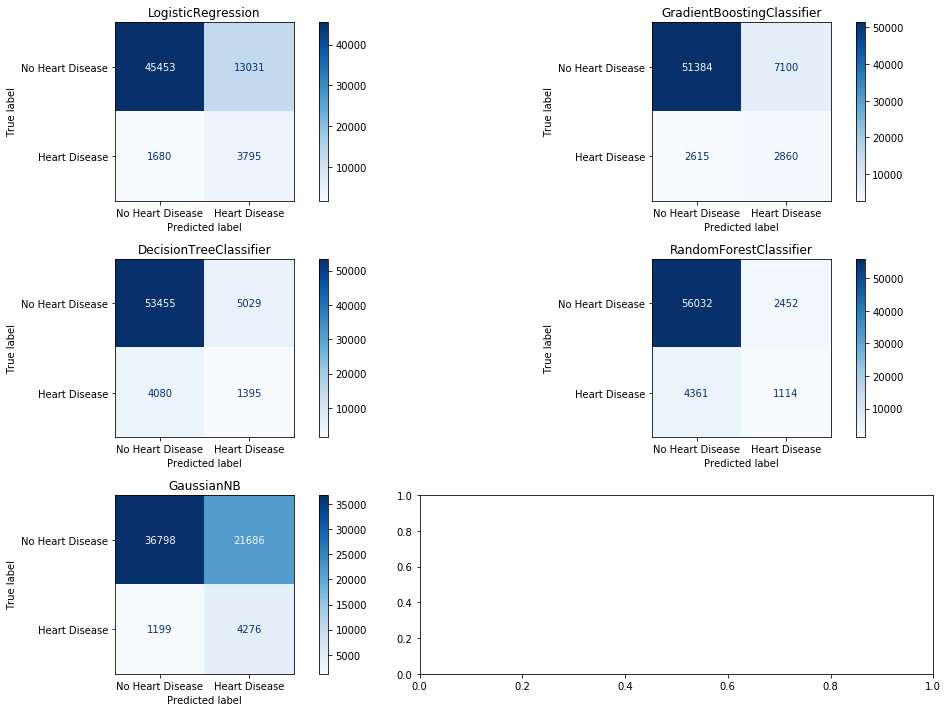 LogisticRegression
No Heart Disease
Heart Disease
True label
45453 13031
1680 3795
No Heart Disease Heart Disease
Predicted label
40000
30000
20000
10000
GradientBoostingClassifier
No Heart Disease
Heart Disease
True label
51384 7100
2615 2860
No Heart Disease Heart Disease
Predicted label
50000
40000
30000
20000
10000
DecisionTreeClassifier
No Heart Disease
Heart Disease
True label
53455 5029
4080 1395
No Heart Disease Heart Disease
Predicted label
50000
40000
30000
20000
10000
RandomForestClassifier
No Heart Disease
Heart Disease
True label
56032 2452
4361 1114
No Heart Disease Heart Disease
Predicted label
50000
40000
30000
20000
10000
GaussianNB
No Heart Disease
Heart Disease
True label
36798 21686
1199 4276
No Heart Disease Heart Disease
Predicted label
35000
30000
25000
20000
15000
10000
5000
1.0
0.8
0.6
0.4
0.2
0.0
0.0 0.2 0.4 0.6 0.8 1.0